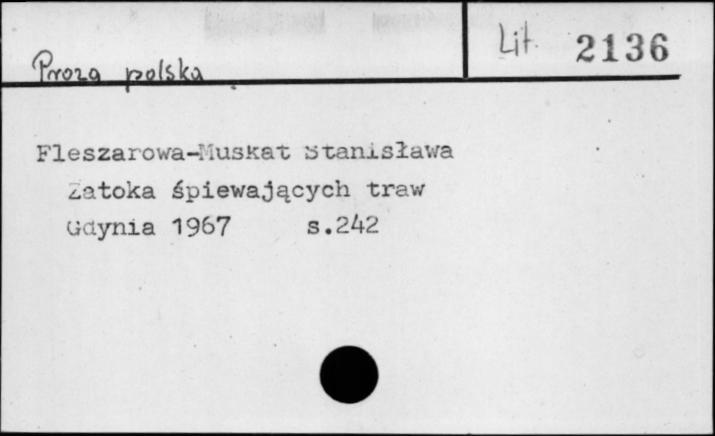 Lit. 2136
Proza polska
Fleszarowa-Muskat Stanisława
Zatoka śpiewających traw
Gdynia 1967 s.242